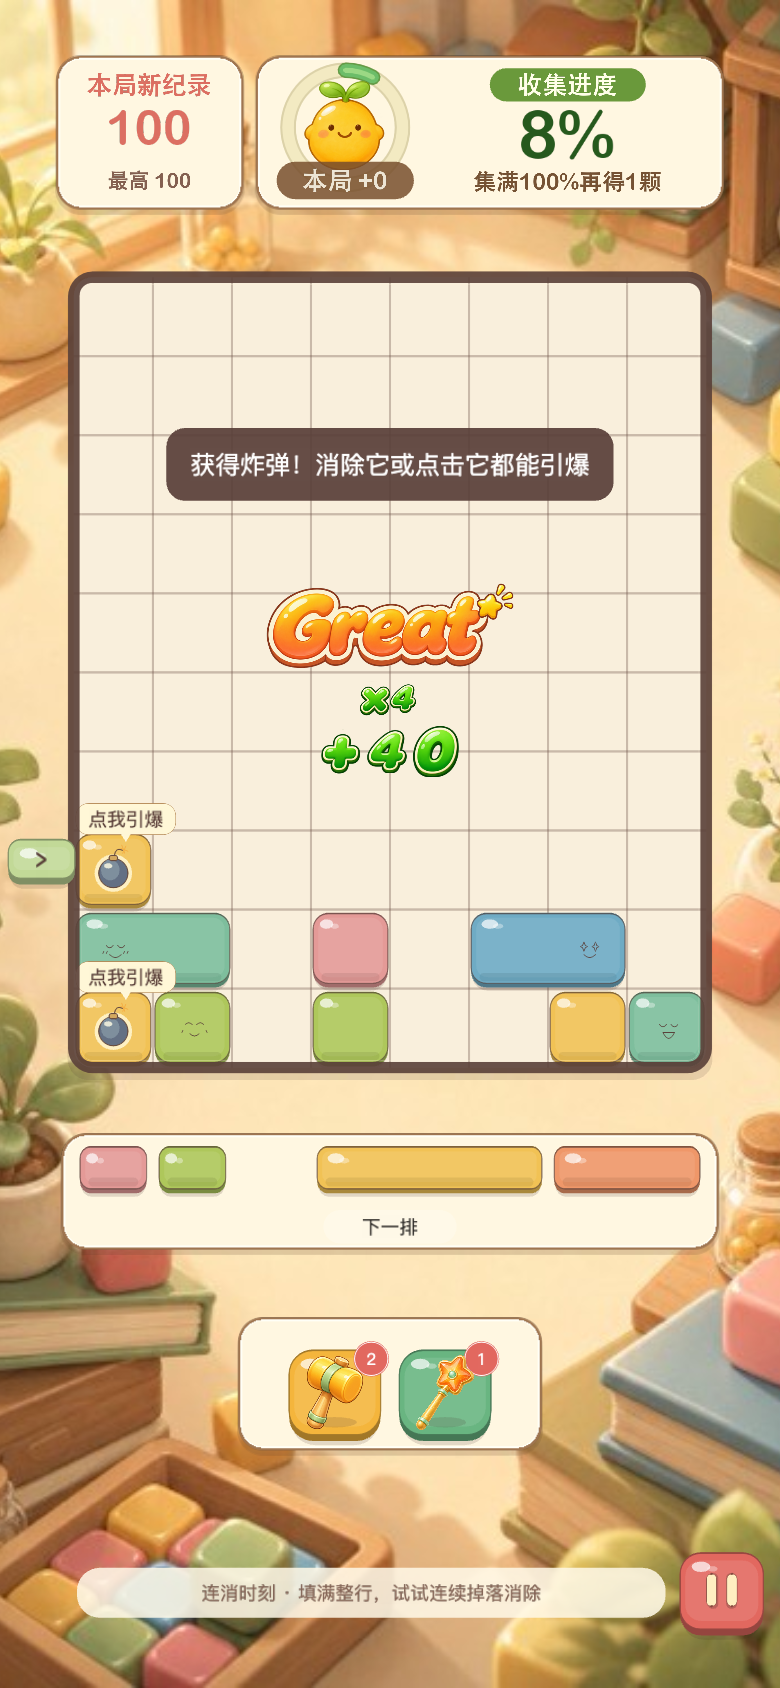 本局新纪录
100
最高 100
本局 +0
收集进度
8%
集满100%再得1颗
获得炸弹！消除它或点击它都能引爆
Great
x4
+40
点我引爆
>
点我引爆
下一排
2
1
连消时刻 · 填满整行，试试连续掉落消除